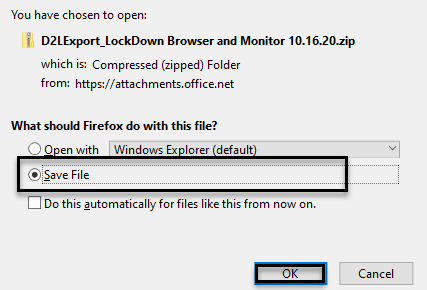 You have chosen to open:
D2LExport_LockDown Browser and Monitor 10.16.20.zip
which is: Compressed (zipped) Folder
from: https://attachments.office.net
What should Firefox do with this file?
Open with Windows Explorer (default)
Save File
Do this automatically for files like this from now on.
OK Cancel